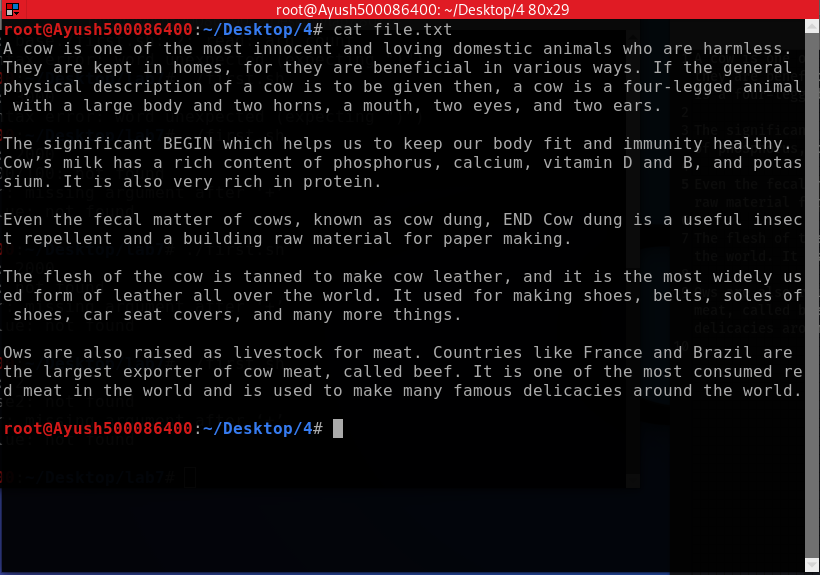 root@Ayush500086400: ~/Desktop/4 80x29
root@Ayush500086400:~/Desktop/4# cat file.txt
A cow is one of the most innocent and loving domestic animals who are harmless.
They are kept in homes, for they are beneficial in various ways. If the general
physical description of a cow is to be given then, a cow is a four-legged animal
 with a large body and two horns, a mouth, two eyes, and two ears.

The significant BEGIN which helps us to keep our body fit and immunity healthy.
Cow’s milk has a rich content of phosphorus, calcium, vitamin D and B, and potas
sium. It is also very rich in protein.

Even the fecal matter of cows, known as cow dung, END Cow dung is a useful insec
t repellent and a building raw material for paper making.

The flesh of the cow is tanned to make cow leather, and it is the most widely us
ed form of leather all over the world. It used for making shoes, belts, soles of
 shoes, car seat covers, and many more things.

Ows are also raised as livestock for meat. Countries like France and Brazil are
the largest exporter of cow meat, called beef. It is one of the most consumed re
d meat in the world and is used to make many famous delicacies around the world.

root@Ayush500086400:~/Desktop/4#